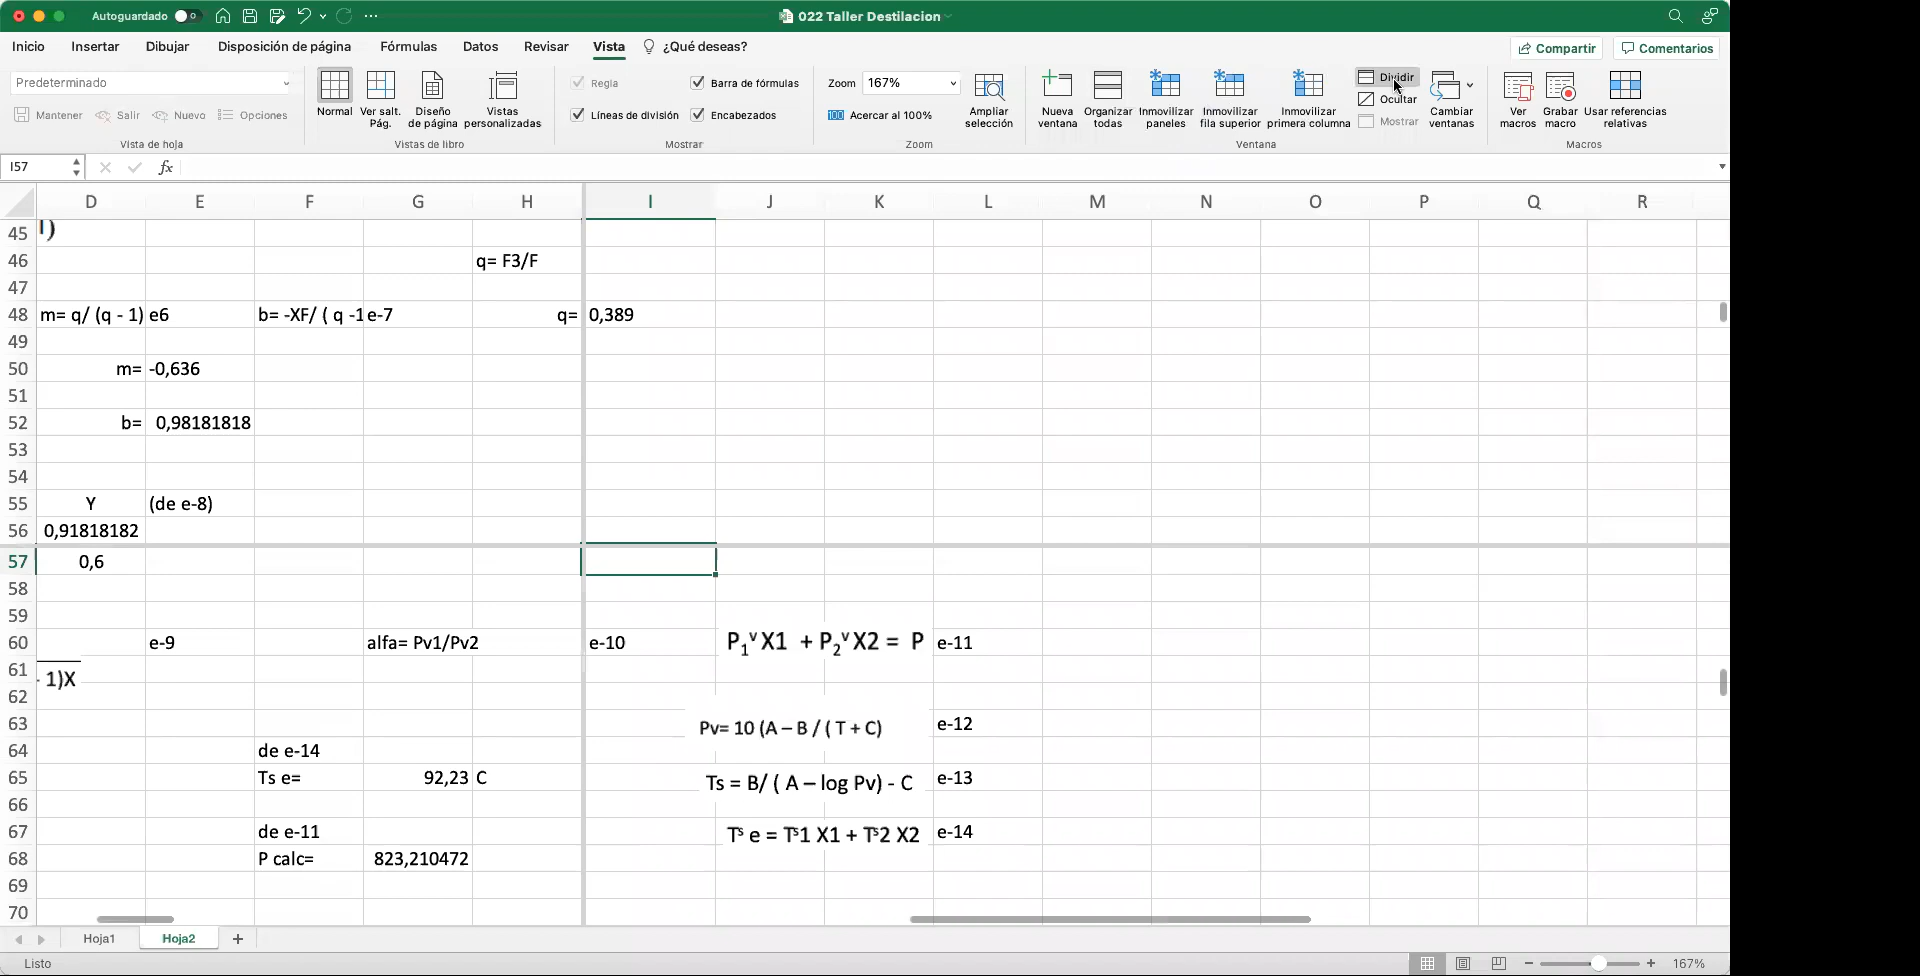 Autoguardado
022 Taller Destilacion
Inicio Insertar Dibujar Disposición de página Fórmulas Datos Revisar Vista ¿Qué deseas? Compartir Comentarios
Predeterminado
Mantener Salir Nuevo Opciones
Vista de hoja
Normal
Ver salt. Pág.
Diseño de página
Vistas personalizadas
Vistas de libro
Regla Barra de fórmulas
Líneas de división Encabezados
Mostrar
Zoom 167%
100 Acercar al 100%
Ampliar selección
Zoom
Nueva ventana
Organizar todas
Inmovilizar paneles
Inmovilizar fila superior
Inmovilizar primera columna
Dividir
Ocultar
Mostrar
Cambiar ventanas
Ventana
Ver macros
Grabar macro
Usar referencias relativas
Macros
I57 fx
D E F G H I J K L M N O P Q R
45 1)
46 q= F3/F
47
48 m= q/ (q - 1) e6 b= -XF/ ( q -1 e-7 q= 0,389
49
50 m= -0,636
51
52 b= 0,98181818
53
54
55 Y (de e-8)
56 0,91818182
57 0,6
58
59
60 e-9 alfa= Pv1/Pv2 e-10 P₁ᵛ X1 + P₂ᵛ X2 = P e-11
61 - 1)X
62
63 Pv= 10 (A – B / ( T + C) e-12
64 de e-14
65 Ts e= 92,23 C Ts = B/ ( A – log Pv) - C e-13
66
67 de e-11 Tˢ e = Tˢ1 X1 + Tˢ2 X2 e-14
68 P calc= 823,210472
69
70
Hoja1 Hoja2 +
Listo 167%